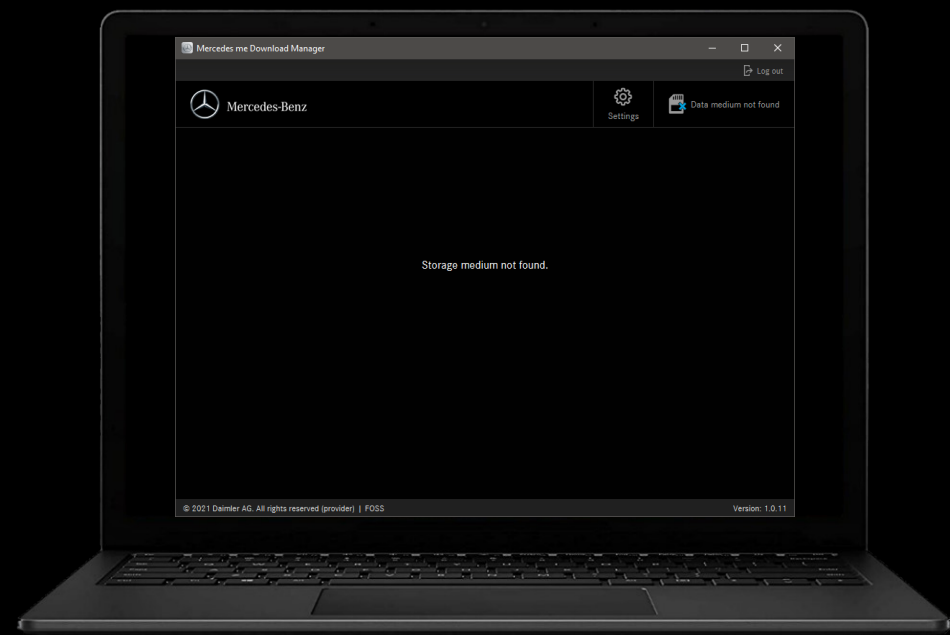 Mercedes me Download Manager
Log out
Mercedes-Benz
Settings
Data medium not found
Storage medium not found.
© 2021 Daimler AG. All rights reserved (provider) | FOSS
Version: 1.0.11